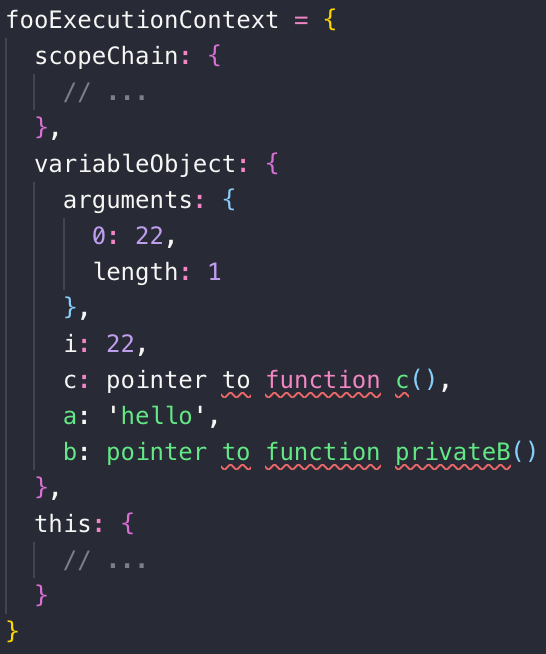 fooExecutionContext = {
scopeChain: {
// ...
},
variableObject: {
arguments: {
0: 22,
length: 1
},
i: 22,
c: pointer to function c(),
a: 'hello',
b: pointer to function privateB()
},
this: {
// ...
}
}